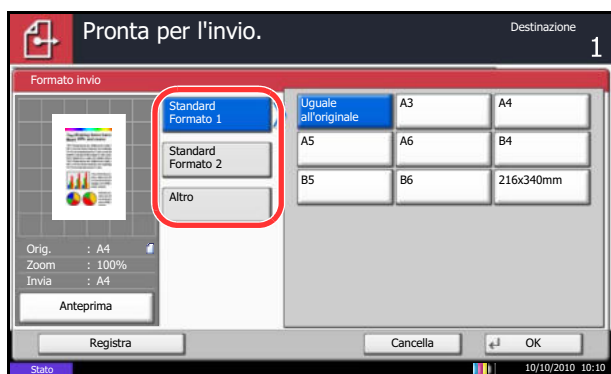 Pronta per l'invio.
Destinazione
1
Formato invio
Standard
Formato 1
Standard
Formato 2
Altro
Uguale
all'originale
A3
A4
A5
A6
B4
B5
B6
216x340mm
Orig. : A4
Zoom : 100%
Invia : A4
Anteprima
Registra
Cancella
OK
Stato
10/10/2010 10:10